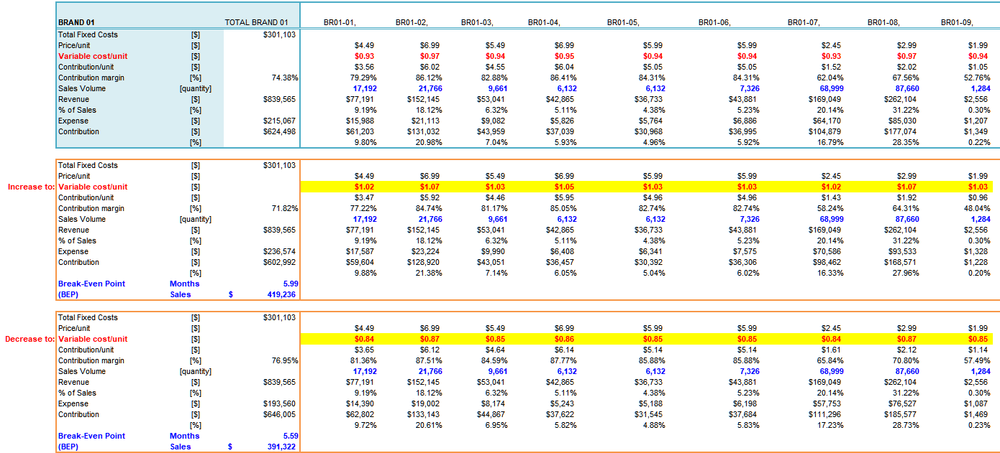 BRAND 01 TOTAL BRAND 01 BR01-01, BR01-02, BR01-03, BR01-04, BR01-05, BR01-06, BR01-07, BR01-08, BR01-09,
Total Fixed Costs [$] $301,103
Price/unit [$] $4.49 $6.99 $5.49 $6.99 $5.99 $5.99 $2.45 $2.99 $1.99
Variable cost/unit [$] $0.93 $0.97 $0.94 $0.95 $0.94 $0.94 $0.93 $0.97 $0.94
Contribution/unit [$] $3.56 $6.02 $4.55 $6.04 $5.05 $5.05 $1.52 $2.02 $1.05
Contribution margin [%] 74.38% 79.29% 86.12% 82.88% 86.41% 84.31% 84.31% 62.04% 67.56% 52.76%
Sales Volume [quantity] 17,192 21,766 9,661 6,132 6,132 7,326 68,999 87,660 1,284
Revenue [$] $839,565 $77,191 $152,145 $53,041 $42,865 $36,733 $43,881 $169,049 $262,104 $2,556
% of Sales [%] 9.19% 18.12% 6.32% 5.11% 4.38% 5.23% 20.14% 31.22% 0.30%
Expense [$] $215,067 $15,988 $21,113 $9,082 $5,826 $5,764 $6,886 $64,170 $85,030 $1,207
Contribution [$] $624,498 $61,203 $131,032 $43,959 $37,039 $30,968 $36,995 $104,879 $177,074 $1,349
[%] 9.80% 20.98% 7.04% 5.93% 4.96% 5.92% 16.79% 28.35% 0.22%
Total Fixed Costs [$] $301,103
Price/unit [$] $4.49 $6.99 $5.49 $6.99 $5.99 $5.99 $2.45 $2.99 $1.99
Increase to: Variable cost/unit [$] $1.02 $1.07 $1.03 $1.05 $1.03 $1.03 $1.02 $1.07 $1.03
Contribution/unit [$] $3.47 $5.92 $4.46 $5.95 $4.96 $4.96 $1.43 $1.92 $0.96
Contribution margin [%] 71.82% 77.22% 84.74% 81.17% 85.05% 82.74% 82.74% 58.24% 64.31% 48.04%
Sales Volume [quantity] 17,192 21,766 9,661 6,132 6,132 7,326 68,999 87,660 1,284
Revenue [$] $839,565 $77,191 $152,145 $53,041 $42,865 $36,733 $43,881 $169,049 $262,104 $2,556
% of Sales [%] 9.19% 18.12% 6.32% 5.11% 4.38% 5.23% 20.14% 31.22% 0.30%
Expense [$] $236,574 $17,587 $23,224 $9,990 $6,408 $6,341 $7,575 $70,586 $93,533 $1,328
Contribution [$] $602,992 $59,604 $128,920 $43,051 $36,457 $30,392 $36,306 $98,462 $168,571 $1,228
[%] 9.88% 21.38% 7.14% 6.05% 5.04% 6.02% 16.33% 27.96% 0.20%
Break-Even Point Months 5.99
(BEP) Sales $ 419,236
Total Fixed Costs [$] $301,103
Price/unit [$] $4.49 $6.99 $5.49 $6.99 $5.99 $5.99 $2.45 $2.99 $1.99
Decrease to: Variable cost/unit [$] $0.84 $0.87 $0.85 $0.86 $0.85 $0.85 $0.84 $0.87 $0.85
Contribution/unit [$] $3.65 $6.12 $4.64 $6.14 $5.14 $5.14 $1.61 $2.12 $1.14
Contribution margin [%] 76.95% 81.36% 87.51% 84.59% 87.77% 85.88% 85.88% 65.84% 70.80% 57.49%
Sales Volume [quantity] 17,192 21,766 9,661 6,132 6,132 7,326 68,999 87,660 1,284
Revenue [$] $839,565 $77,191 $152,145 $53,041 $42,865 $36,733 $43,881 $169,049 $262,104 $2,556
% of Sales [%] 9.19% 18.12% 6.32% 5.11% 4.38% 5.23% 20.14% 31.22% 0.30%
Expense [$] $193,560 $14,390 $19,002 $8,174 $5,243 $5,188 $6,198 $57,753 $76,527 $1,087
Contribution [$] $646,005 $62,802 $133,143 $44,867 $37,622 $31,545 $37,684 $111,296 $185,577 $1,469
[%] 9.72% 20.61% 6.95% 5.82% 4.88% 5.83% 17.23% 28.73% 0.23%
Break-Even Point Months 5.59
(BEP) Sales $ 391,322